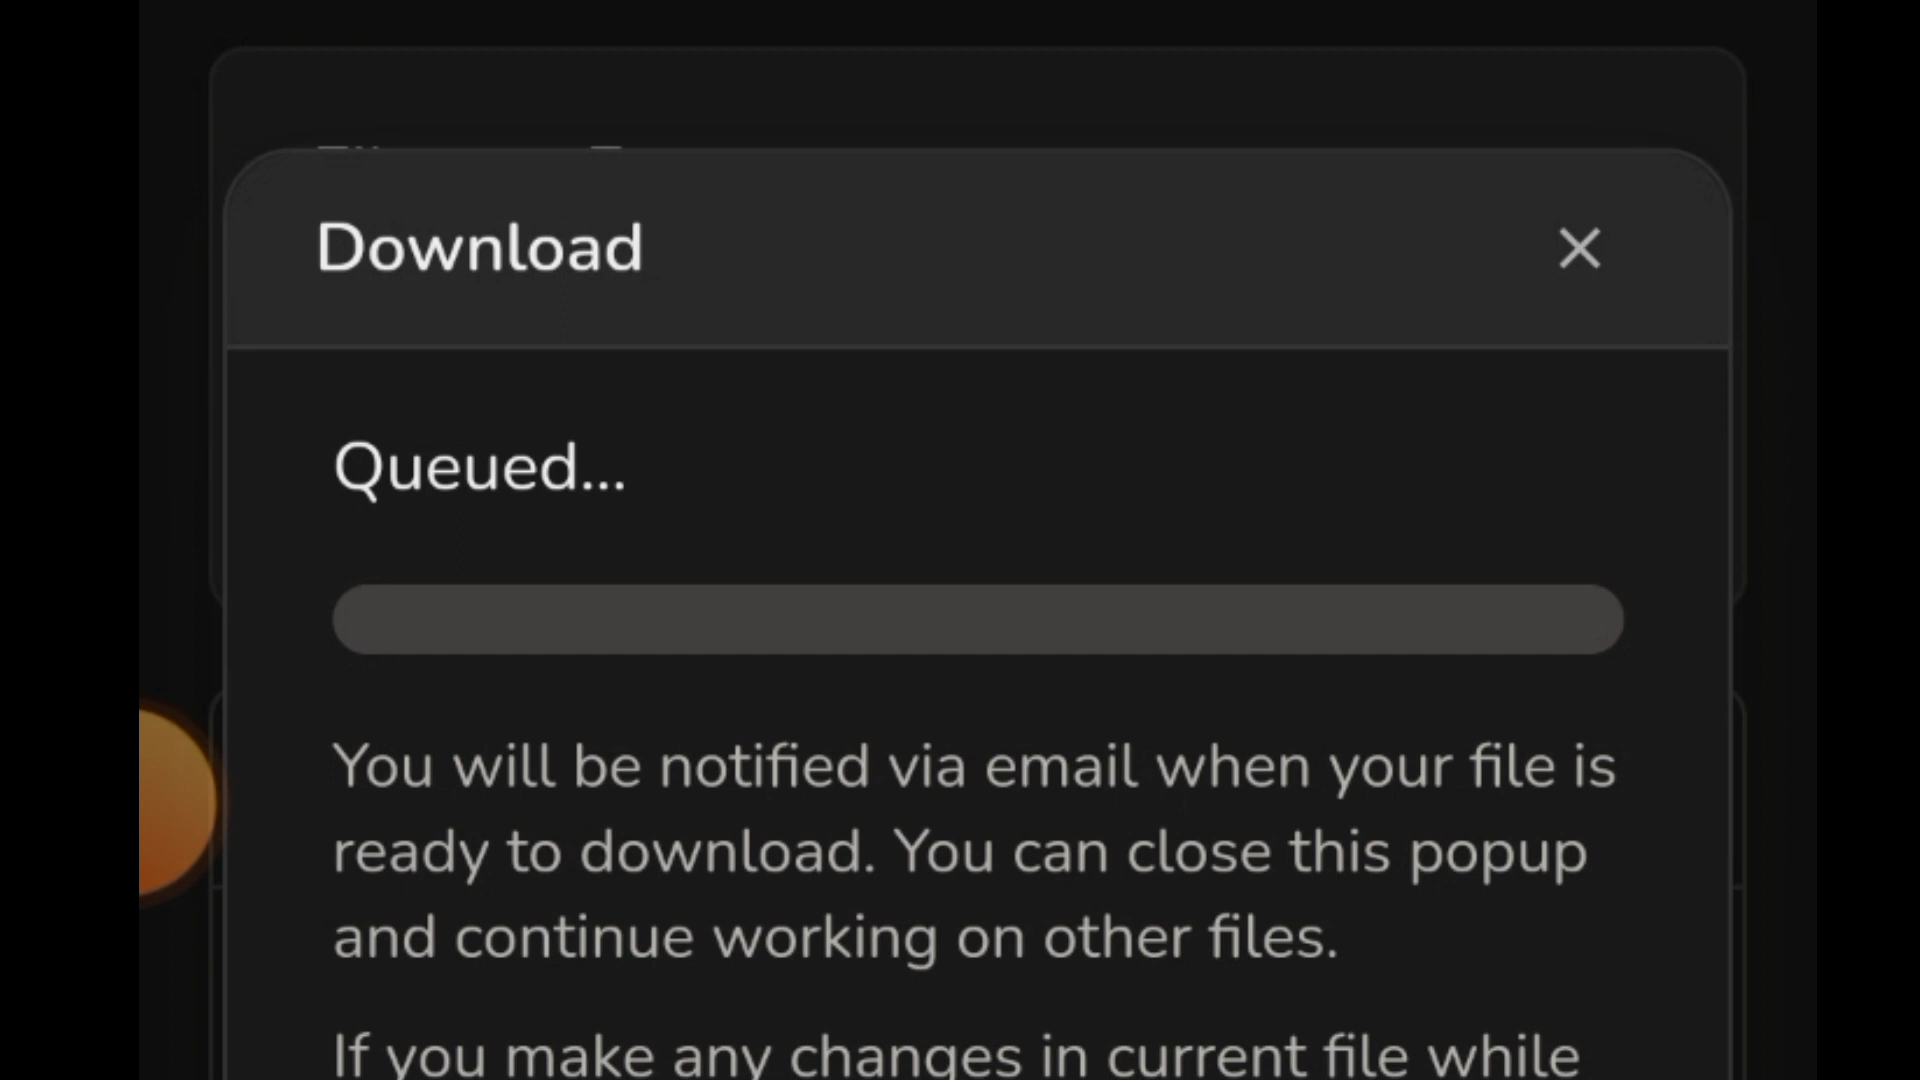 Download
Queued...
You will be notified via email when your file is
ready to download. You can close this popup
and continue working on other files.
If you make any changes in current file while